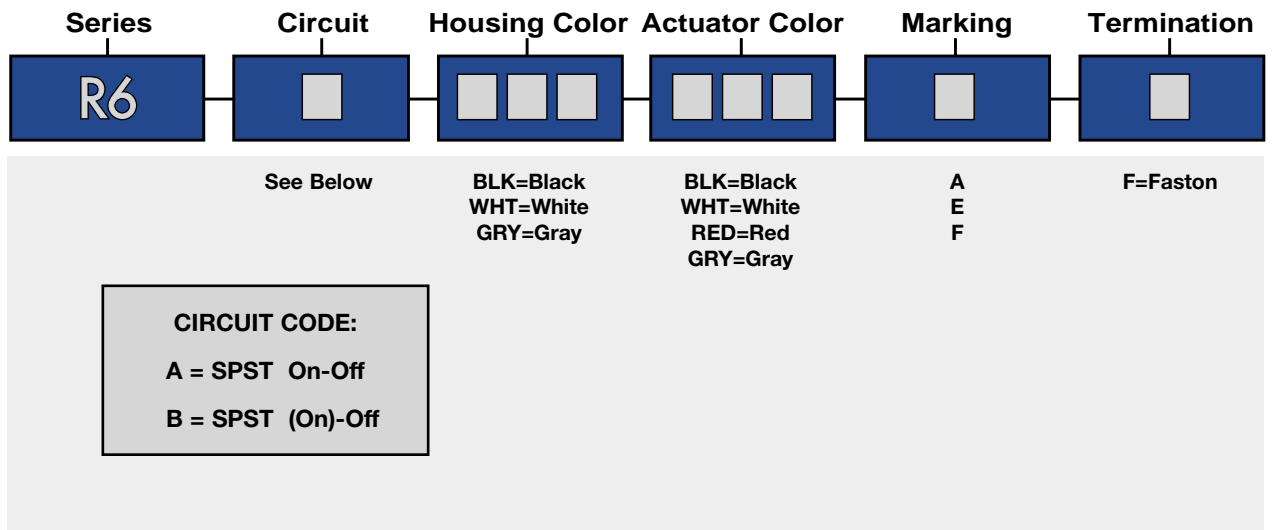 Series Circuit Housing Color Actuator Color Marking Termination
R6
See Below BLK=Black BLK=Black A F=Faston
WHT=White WHT=White E
GRY=Gray RED=Red F
GRY=Gray
CIRCUIT CODE:
A = SPST On-Off
B = SPST (On)-Off